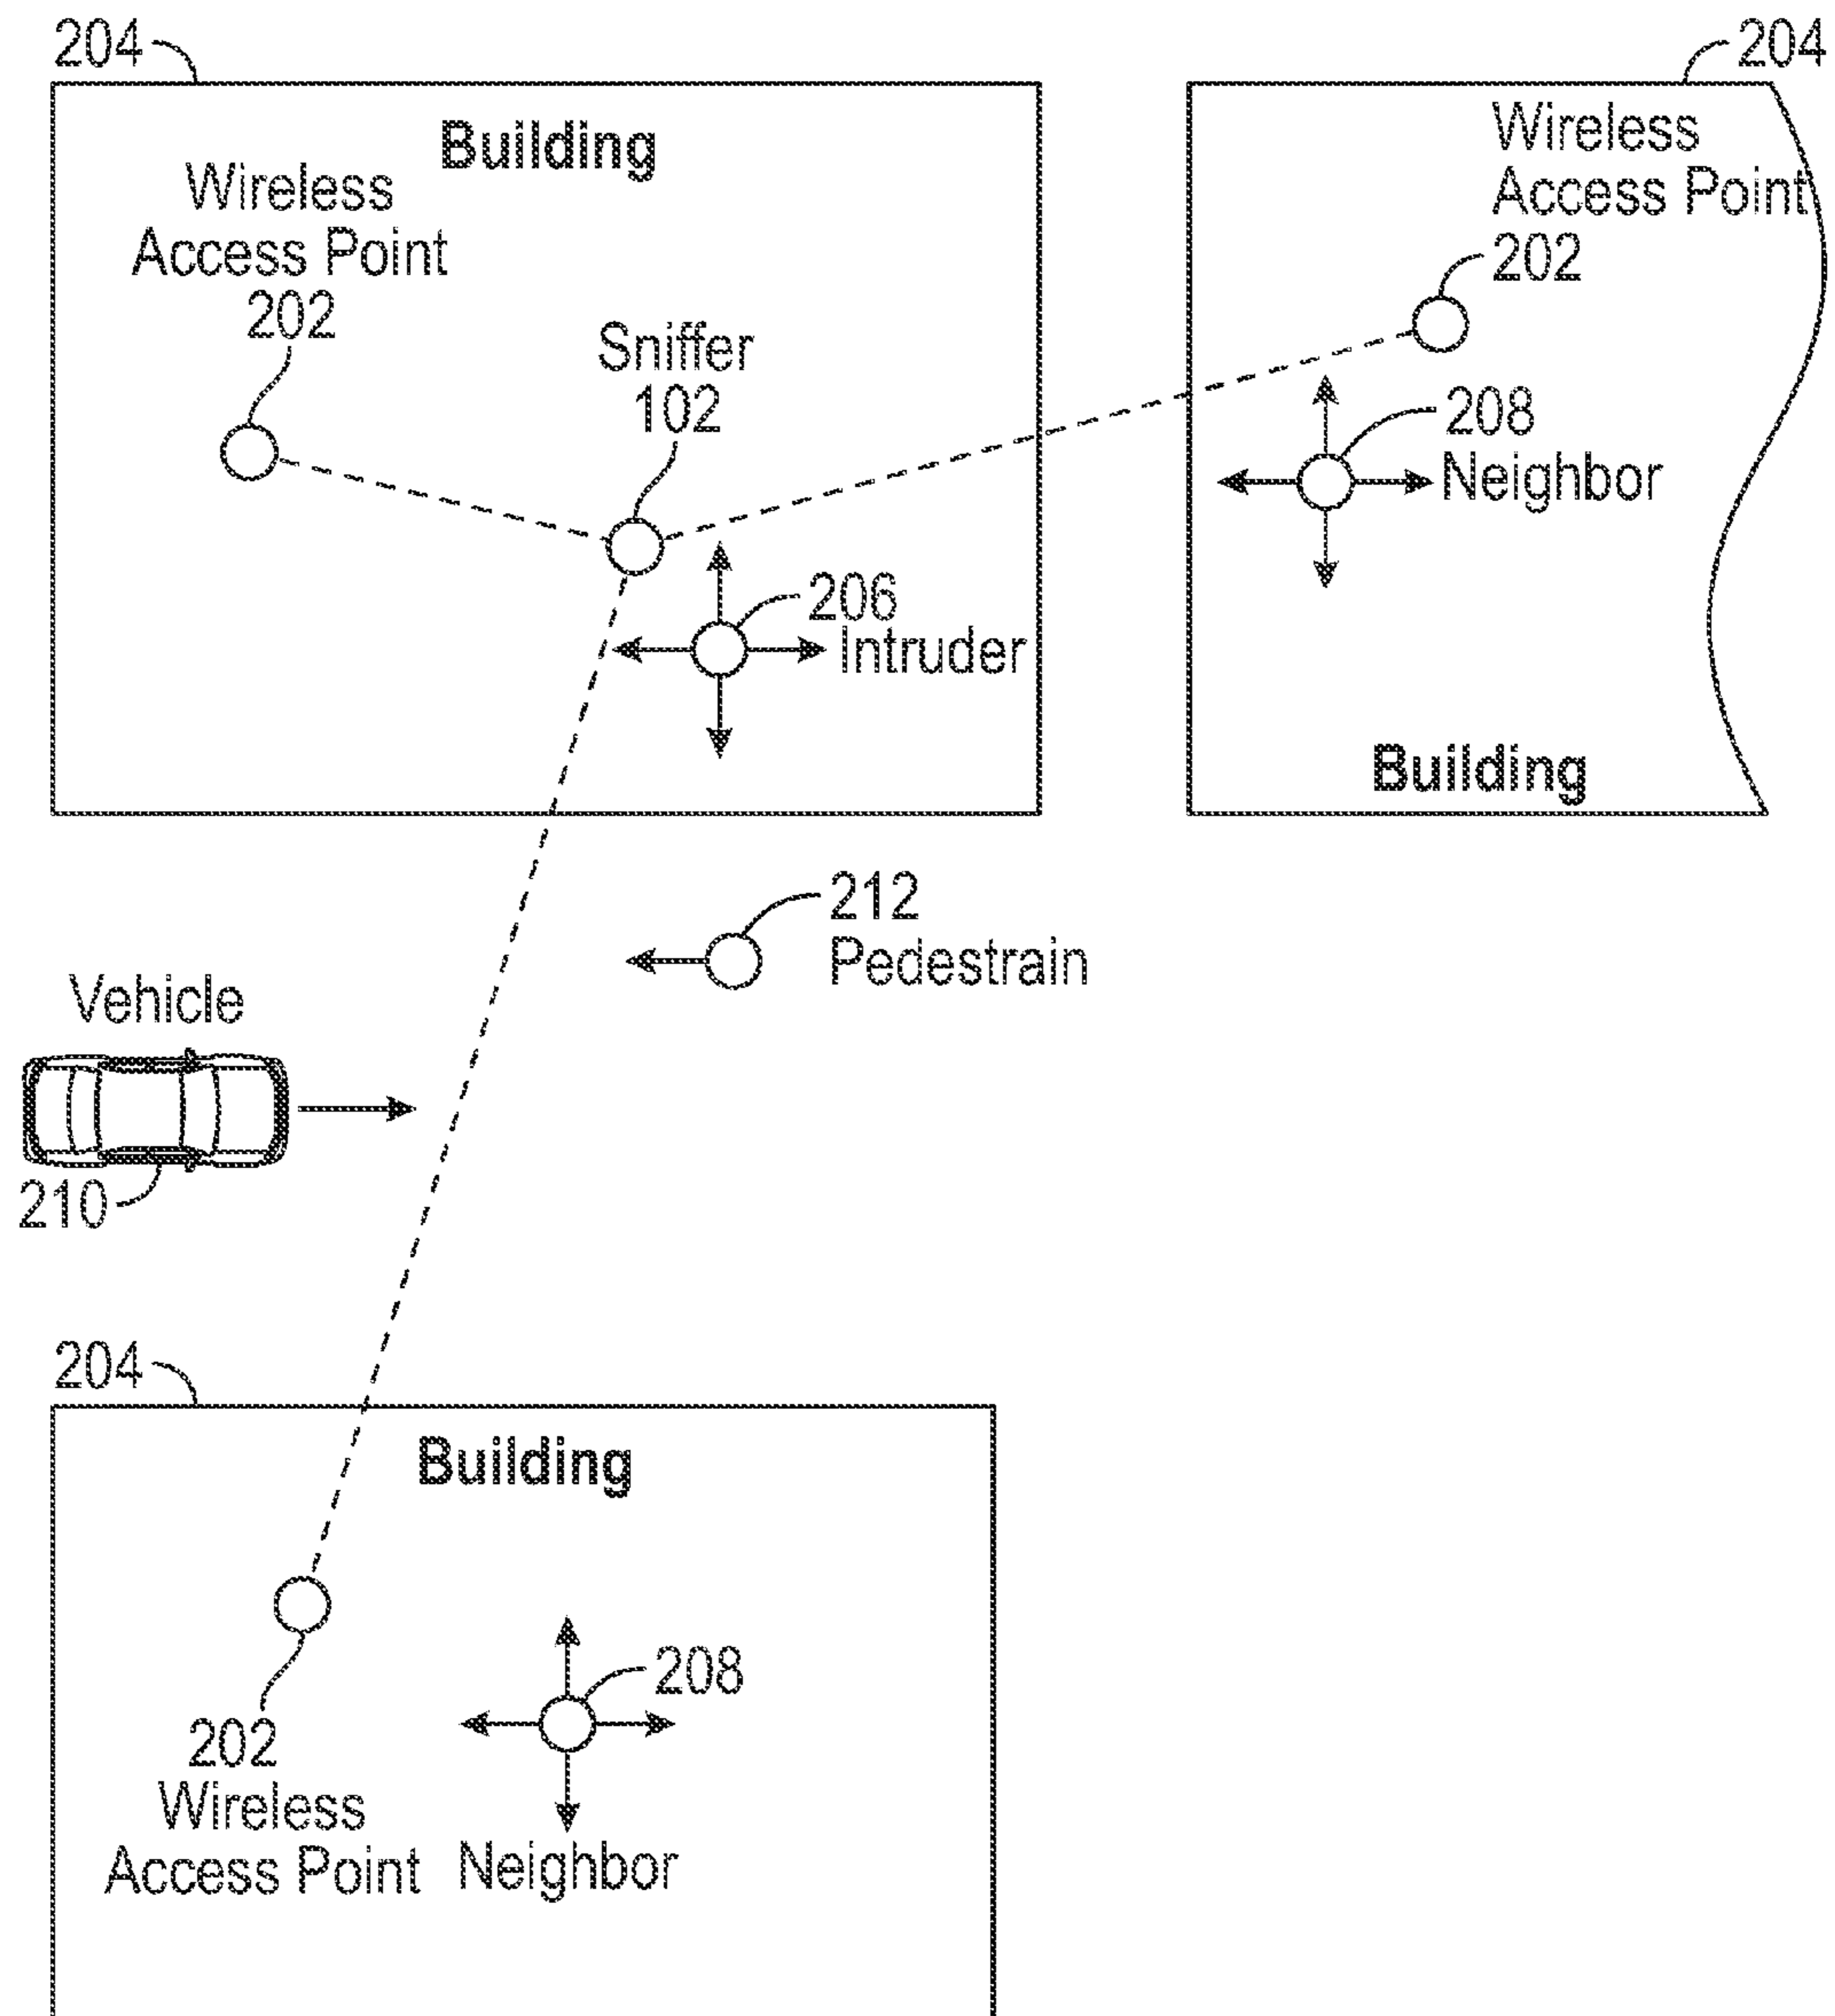 204
204
Building
Wireless
Access Point
202
Wireless
Access Point
202
Sniffer
102
208
Neighbor
206
Intruder
Building
212
Pedestrain
Vehicle
210
204
Building
208
202
Wireless
Access Point
Neighbor